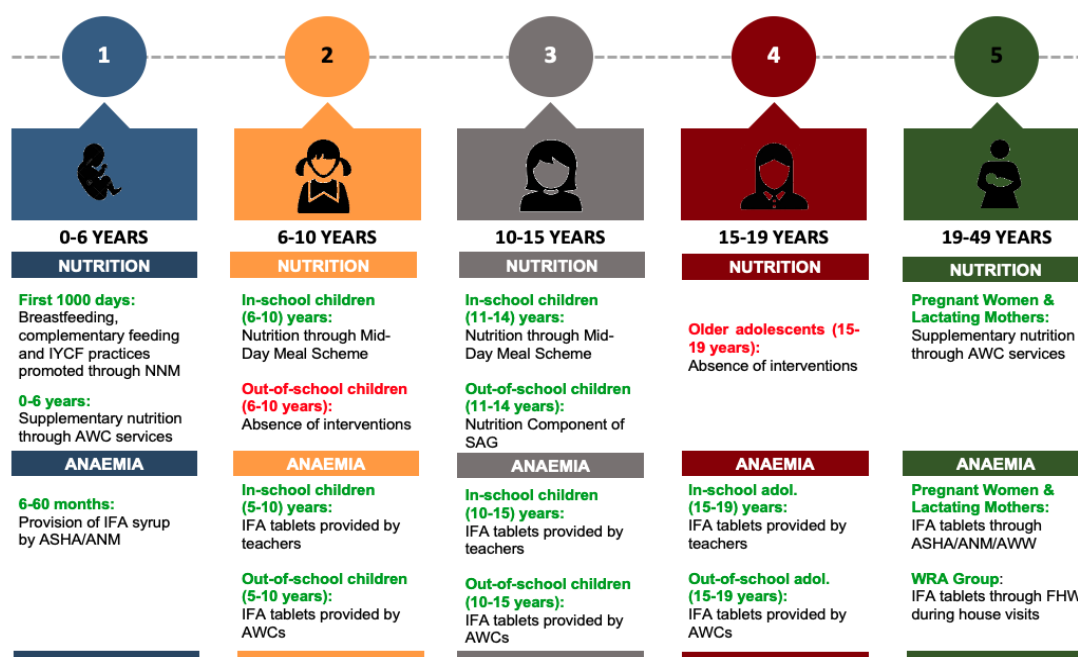 1
2
3
4
5
0-6 YEARS
6-10 YEARS
10-15 YEARS
15-19 YEARS
19-49 YEARS
NUTRITION
First 1000 days:
Breastfeeding,
complementary feeding
and IYCF practices
promoted through NNM
0-6 years:
Supplementary nutrition
through AWC services
NUTRITION
In-school children
(6-10) years:
Nutrition through Mid-
Day Meal Scheme
Out-of-school children
(6-10 years):
Absence of interventions
NUTRITION
In-school children
(11-14) years:
Nutrition through Mid-
Day Meal Scheme
Out-of-school children
(11-14 years):
Nutrition Component of
SAG
NUTRITION
Older adolescents (15-
19 years):
Absence of interventions
NUTRITION
Pregnant Women &
Lactating Mothers:
Supplementary nutrition
through AWC services
ANAEMIA
6-60 months:
Provision of IFA syrup
by ASHA/ANM
ANAEMIA
In-school children
(5-10) years:
IFA tablets provided by
teachers
Out-of-school children
(5-10 years):
IFA tablets provided by
AWCs
ANAEMIA
In-school children
(10-15) years:
IFA tablets provided by
teachers
Out-of-school children
(10-15 years):
IFA tablets provided by
AWCs
ANAEMIA
In-school adol.
(15-19) years:
IFA tablets provided by
teachers
Out-of-school adol.
(15-19 years):
IFA tablets provided by
AWCs
ANAEMIA
Pregnant Women &
Lactating Mothers:
IFA tablets through
ASHA/ANM/AWW
WRA Group:
IFA tablets through FHW
during house visits